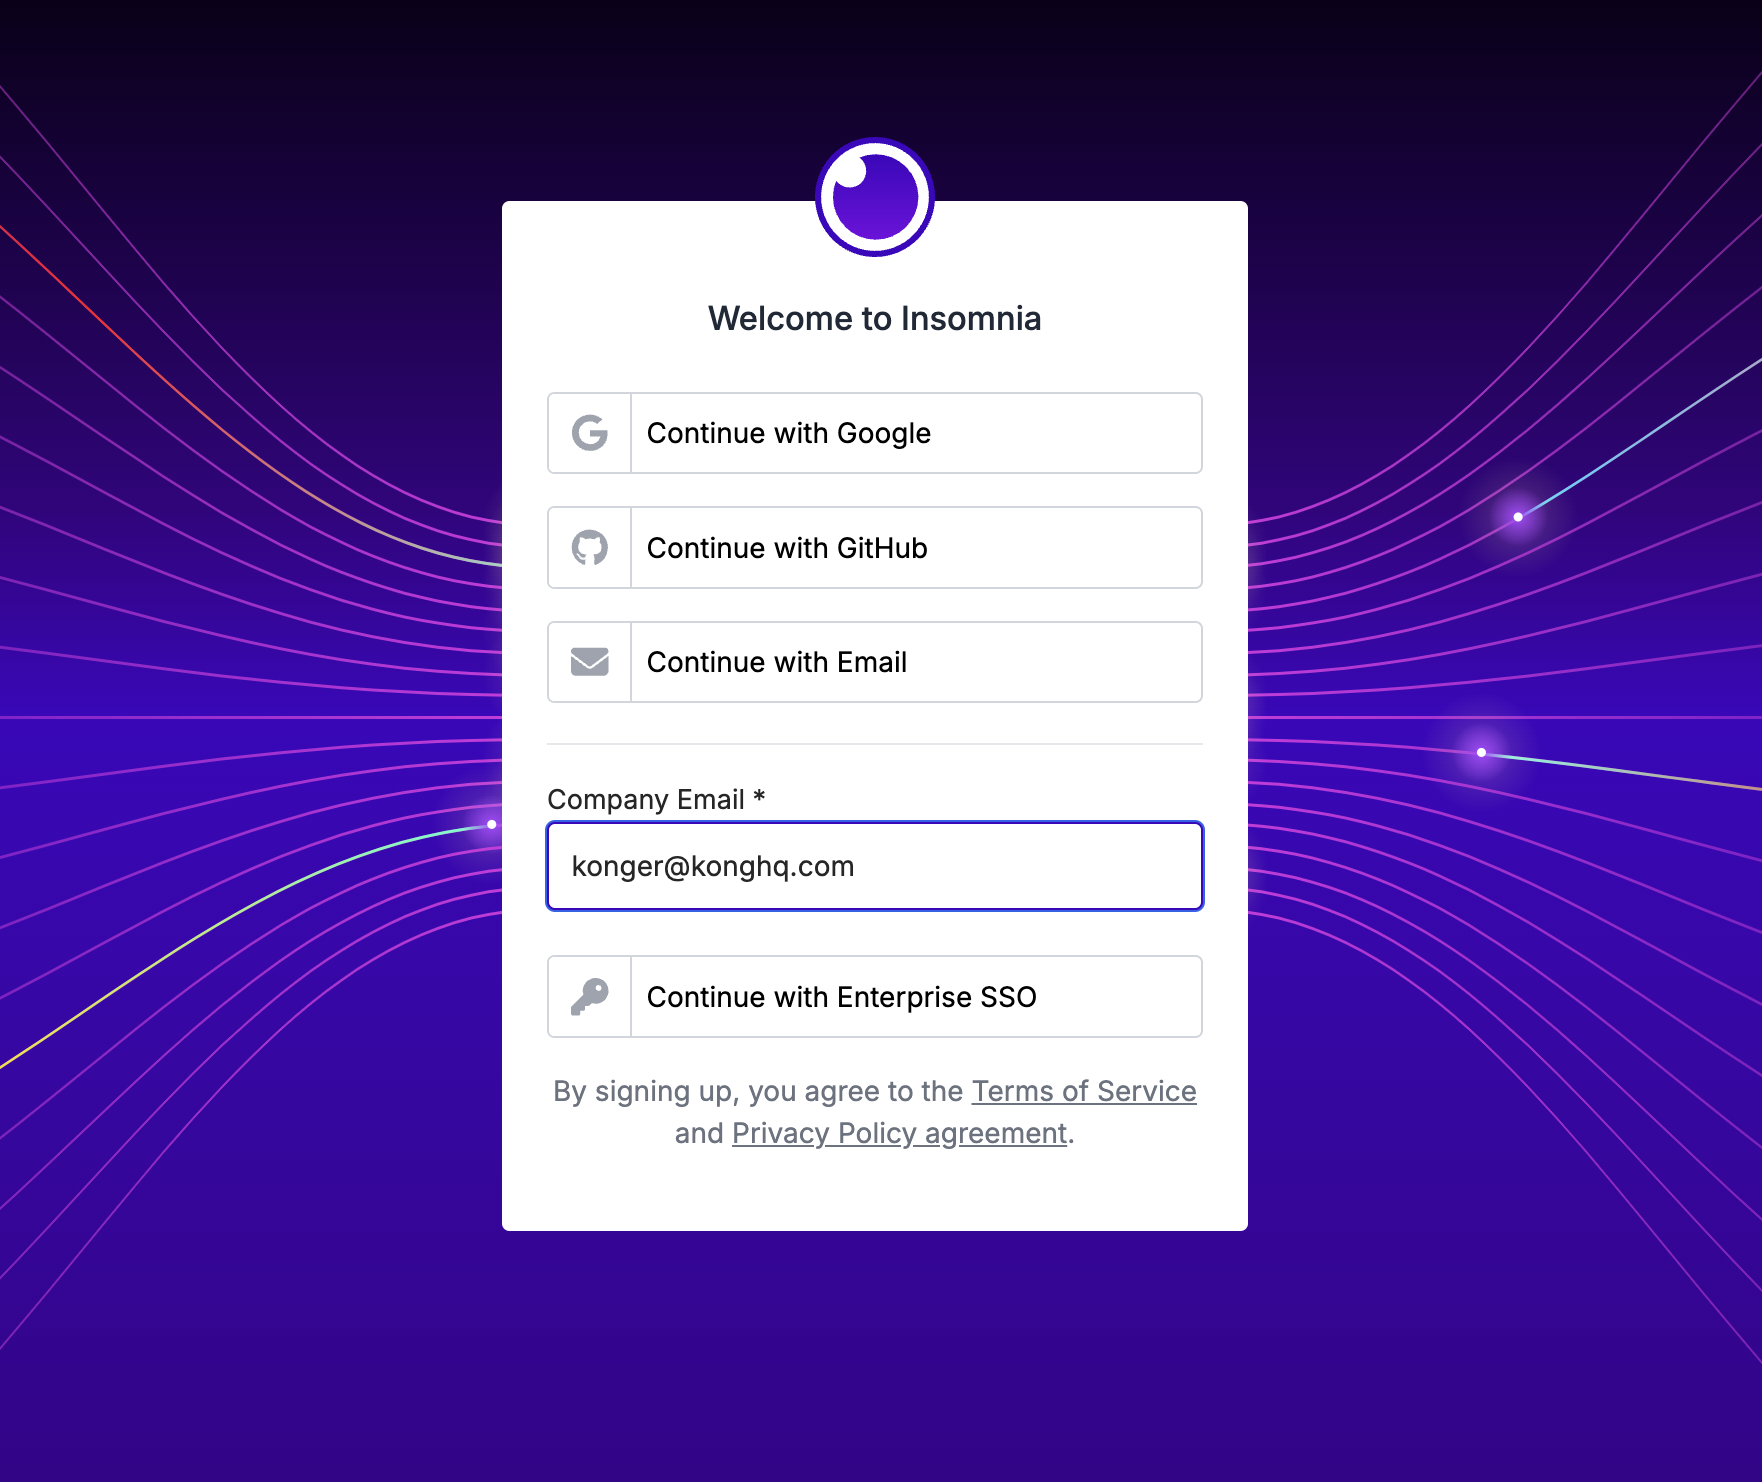 Welcome to Insomnia
Continue with Google
Continue with GitHub
Continue with Email
Company Email *
konger@konghq.com
Continue with Enterprise SSO
By signing up, you agree to the Terms of Service
and Privacy Policy agreement.